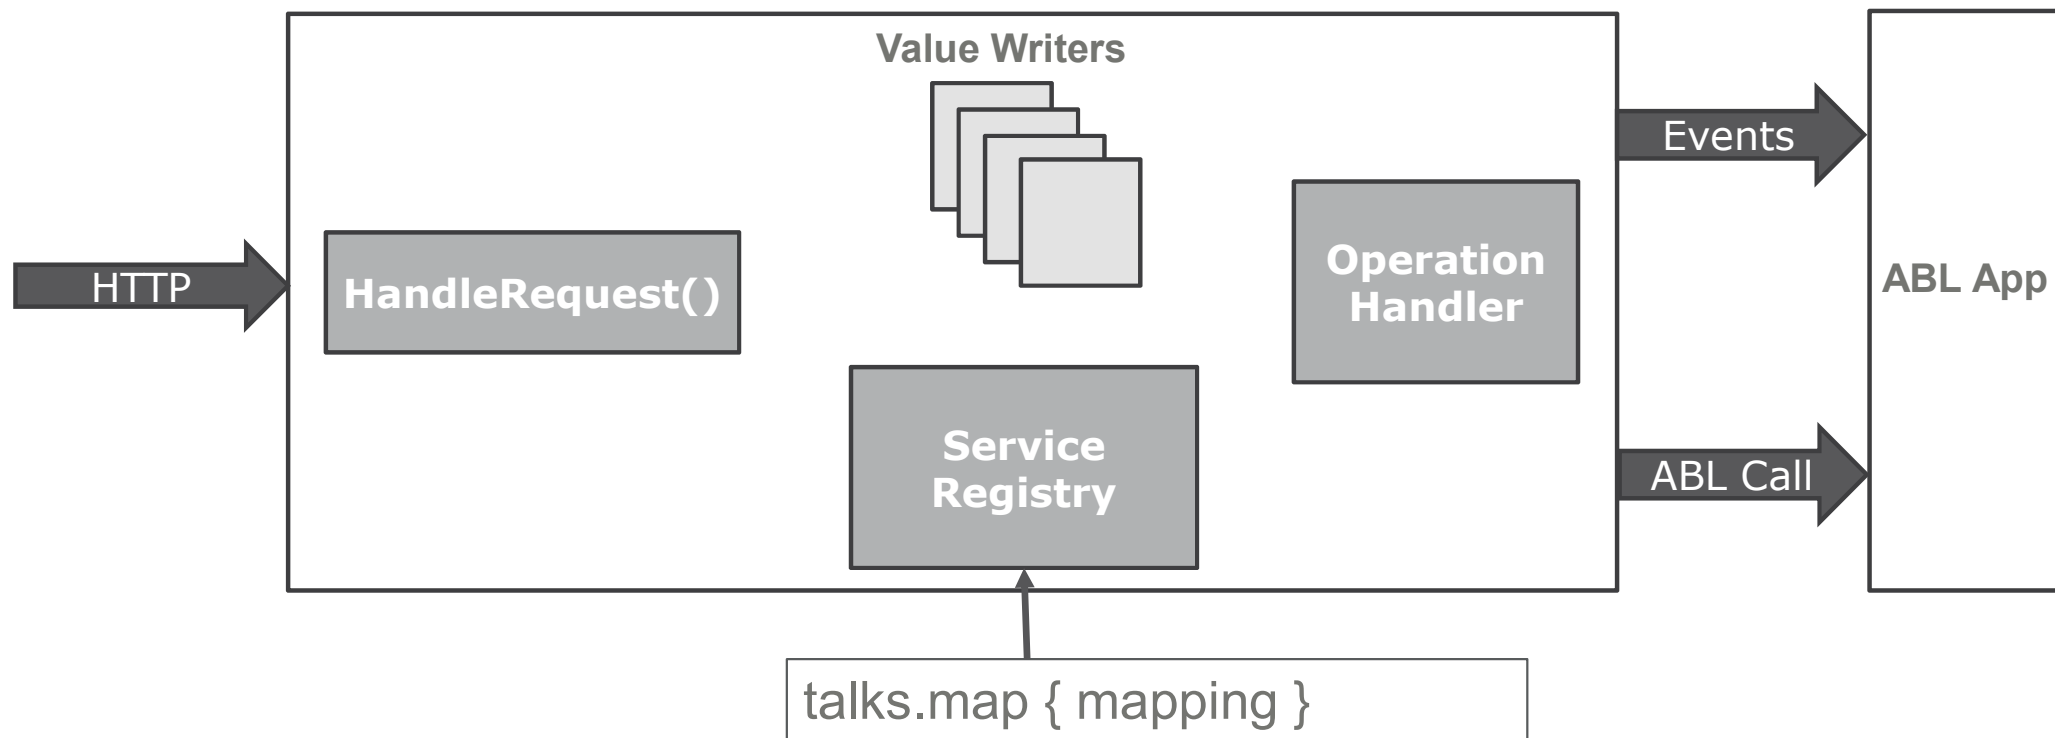 Value Writers
HTTP
HandleRequest()
Operation
Handler
Service
Registry
Events
ABL Call
ABL App
talks.map { mapping }